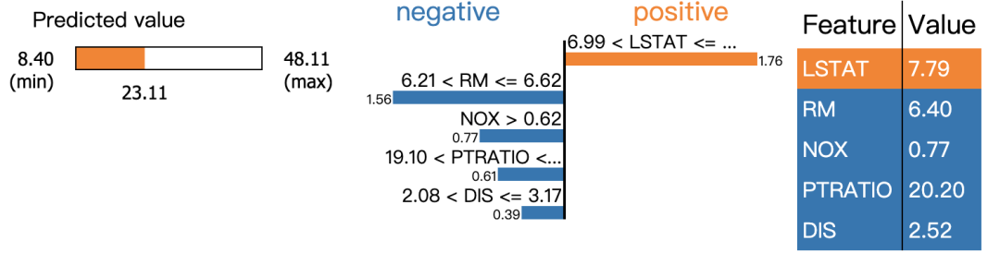 Predicted value
8.40
(min)
48.11
(max)
23.11
negative
positive
6.99 < LSTAT <= ...
1.76
6.21 < RM <= 6.62
1.56
NOX > 0.62
0.77
19.10 < PTRATIO <...
0.61
2.08 < DIS <= 3.17
0.39
Feature Value
LSTAT 7.79
RM 6.40
NOX 0.77
PTRATIO 20.20
DIS 2.52